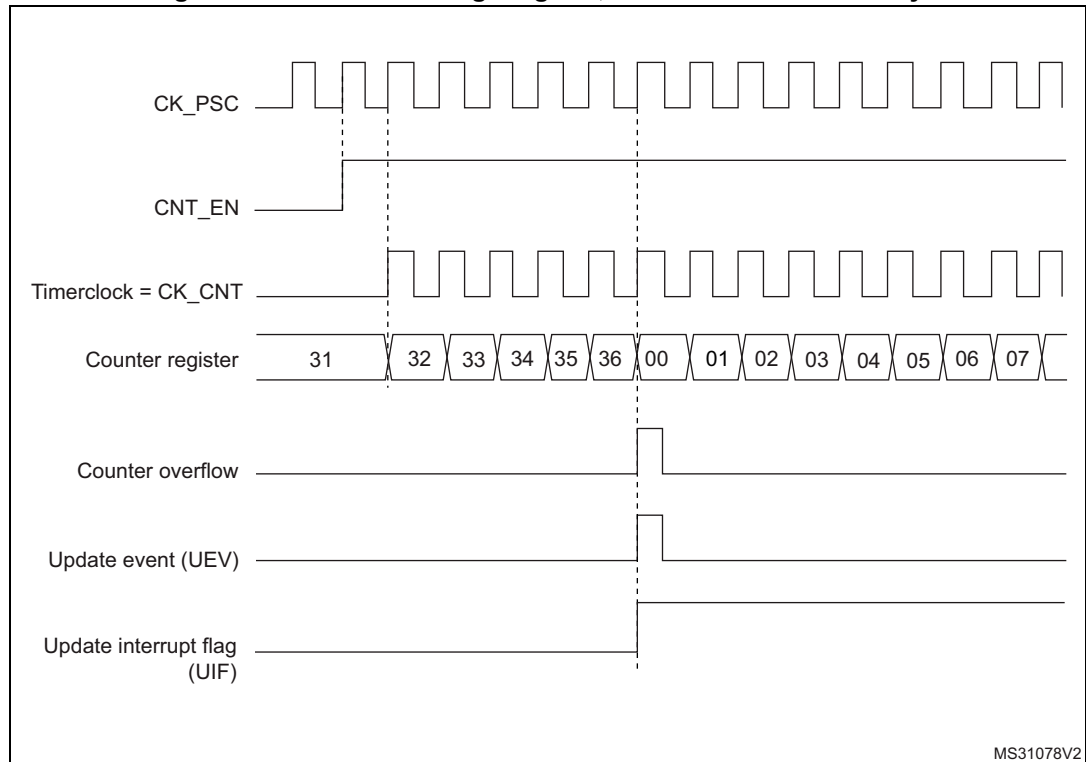 CK_PSC
CNT_EN
Timerclock = CK_CNT
Counter register 31 32 33 34 35 36 00 01 02 03 04 05 06 07
Counter overflow
Update event (UEV)
Update interrupt flag
(UIF)
MS31078V2